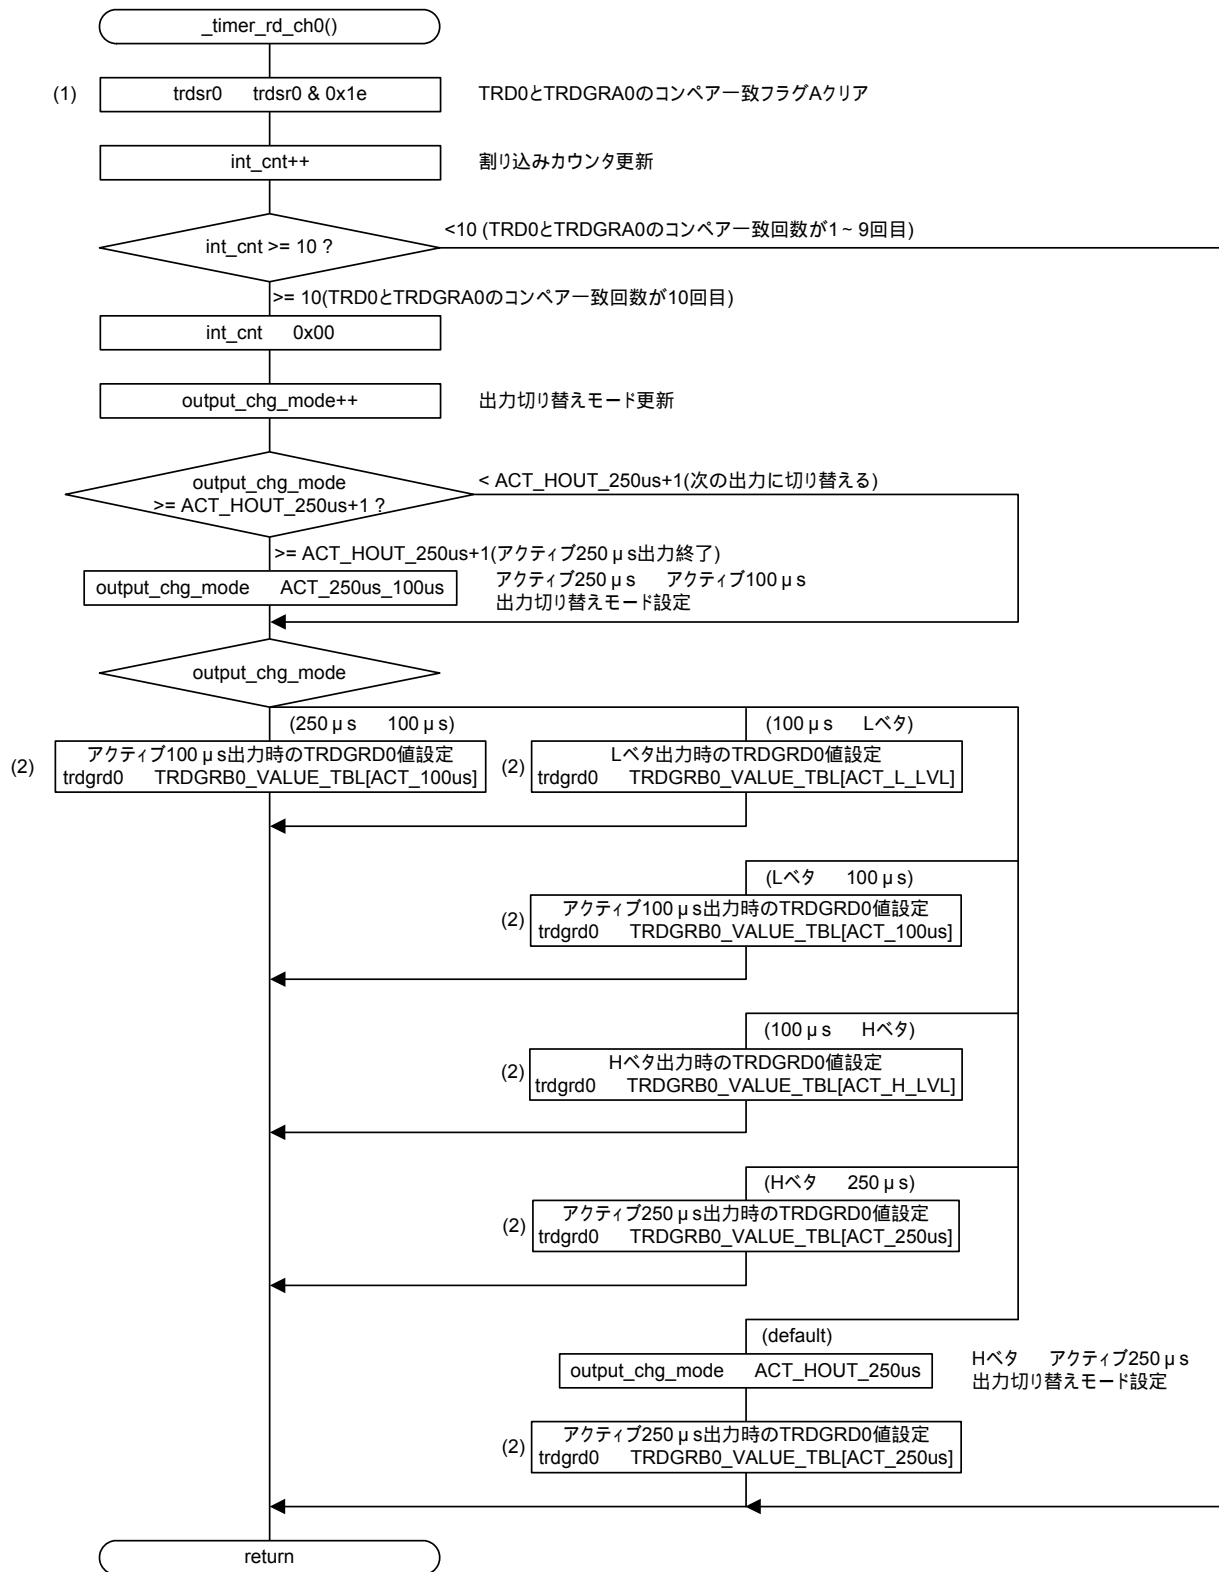 _timer_rd_ch0()
(1)
trdsr0 trdsr0 & 0x1e
TRD0とTRDGRA0のコンペア一致フラグAクリア
int_cnt++
割り込みカウンタ更新
int_cnt >= 10 ?
<10 (TRD0とTRDGRA0のコンペア一致回数が1~9回目)
>= 10(TRD0とTRDGRA0のコンペア一致回数が10回目)
int_cnt 0x00
output_chg_mode++
出力切り替えモード更新
output_chg_mode
>= ACT_HOUT_250us+1 ?
< ACT_HOUT_250us+1(次の出力に切り替える)
>= ACT_HOUT_250us+1(アクティブ250μs出力終了)
output_chg_mode ACT_250us_100us
アクティブ250μs アクティブ100μs
出力切り替えモード設定
output_chg_mode
(250μs 100μs)
(2)
アクティブ100μs出力時のTRDGRD0値設定
trdgrd0 TRDGRB0_VALUE_TBL[ACT_100us]
(100μs Lベタ)
(2)
Lベタ出力時のTRDGRD0値設定
trdgrd0 TRDGRB0_VALUE_TBL[ACT_L_LVL]
(Lベタ 100μs)
(2)
アクティブ100μs出力時のTRDGRD0値設定
trdgrd0 TRDGRB0_VALUE_TBL[ACT_100us]
(100μs Hベタ)
(2)
Hベタ出力時のTRDGRD0値設定
trdgrd0 TRDGRB0_VALUE_TBL[ACT_H_LVL]
(Hベタ 250μs)
(2)
アクティブ250μs出力時のTRDGRD0値設定
trdgrd0 TRDGRB0_VALUE_TBL[ACT_250us]
(default)
output_chg_mode ACT_HOUT_250us
Hベタ アクティブ250μs
出力切り替えモード設定
(2)
アクティブ250μs出力時のTRDGRD0値設定
trdgrd0 TRDGRB0_VALUE_TBL[ACT_250us]
return